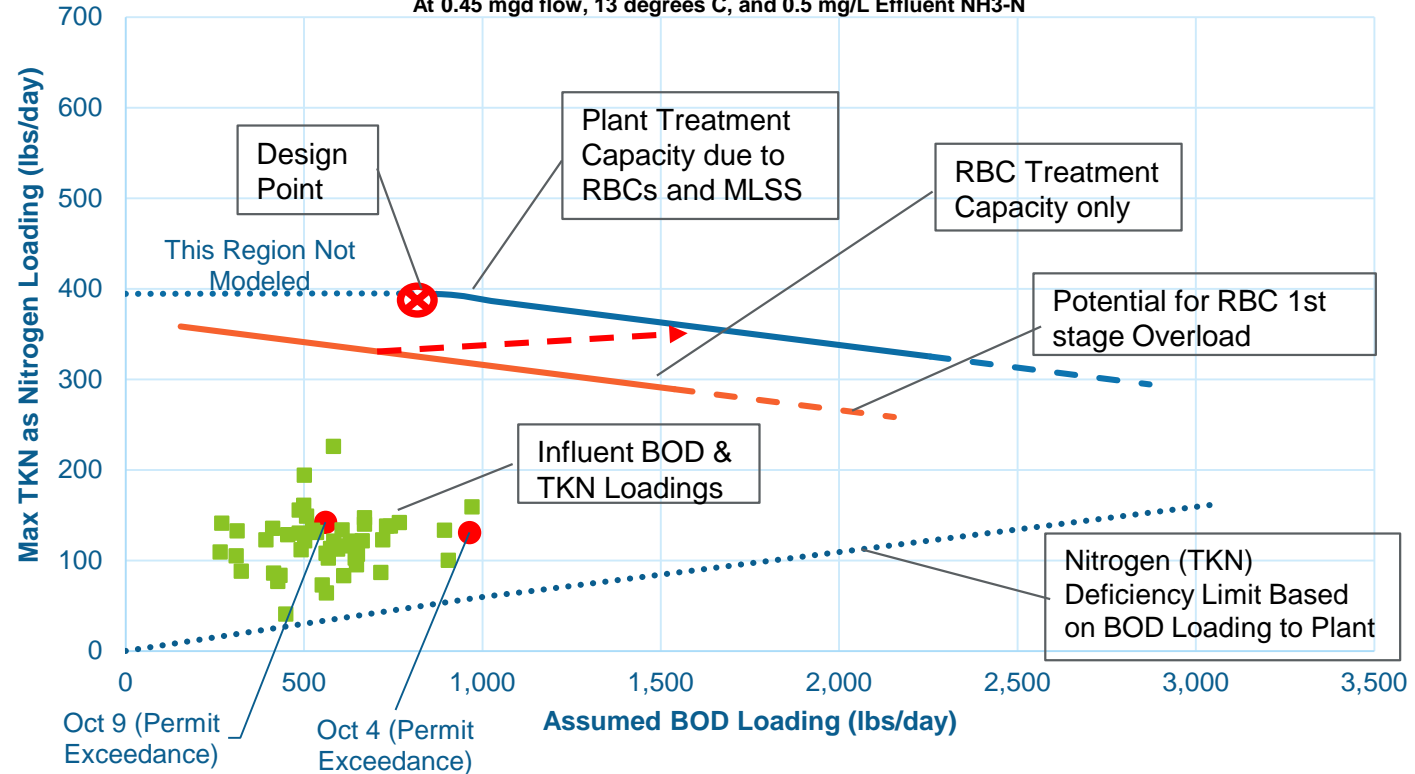 At 0.45 mgd flow, 13 degrees C, and 0.5 mg/L Effluent NH3-N
Max TKN as Nitrogen Loading (lbs/day)
700
600
500
400
300
200
100
0
Design
Point
Plant Treatment
Capacity due to
RBCs and MLSS
RBC Treatment
Capacity only
This Region Not
Modeled
Potential for RBC 1st
stage Overload
Influent BOD &
TKN Loadings
Nitrogen (TKN)
Deficiency Limit Based
on BOD Loading to Plant
0
500
1,000
1,500
2,000
2,500
3,000
3,500
Oct 9 (Permit
Exceedance)
Oct 4 (Permit
Exceedance)
Assumed BOD Loading (lbs/day)